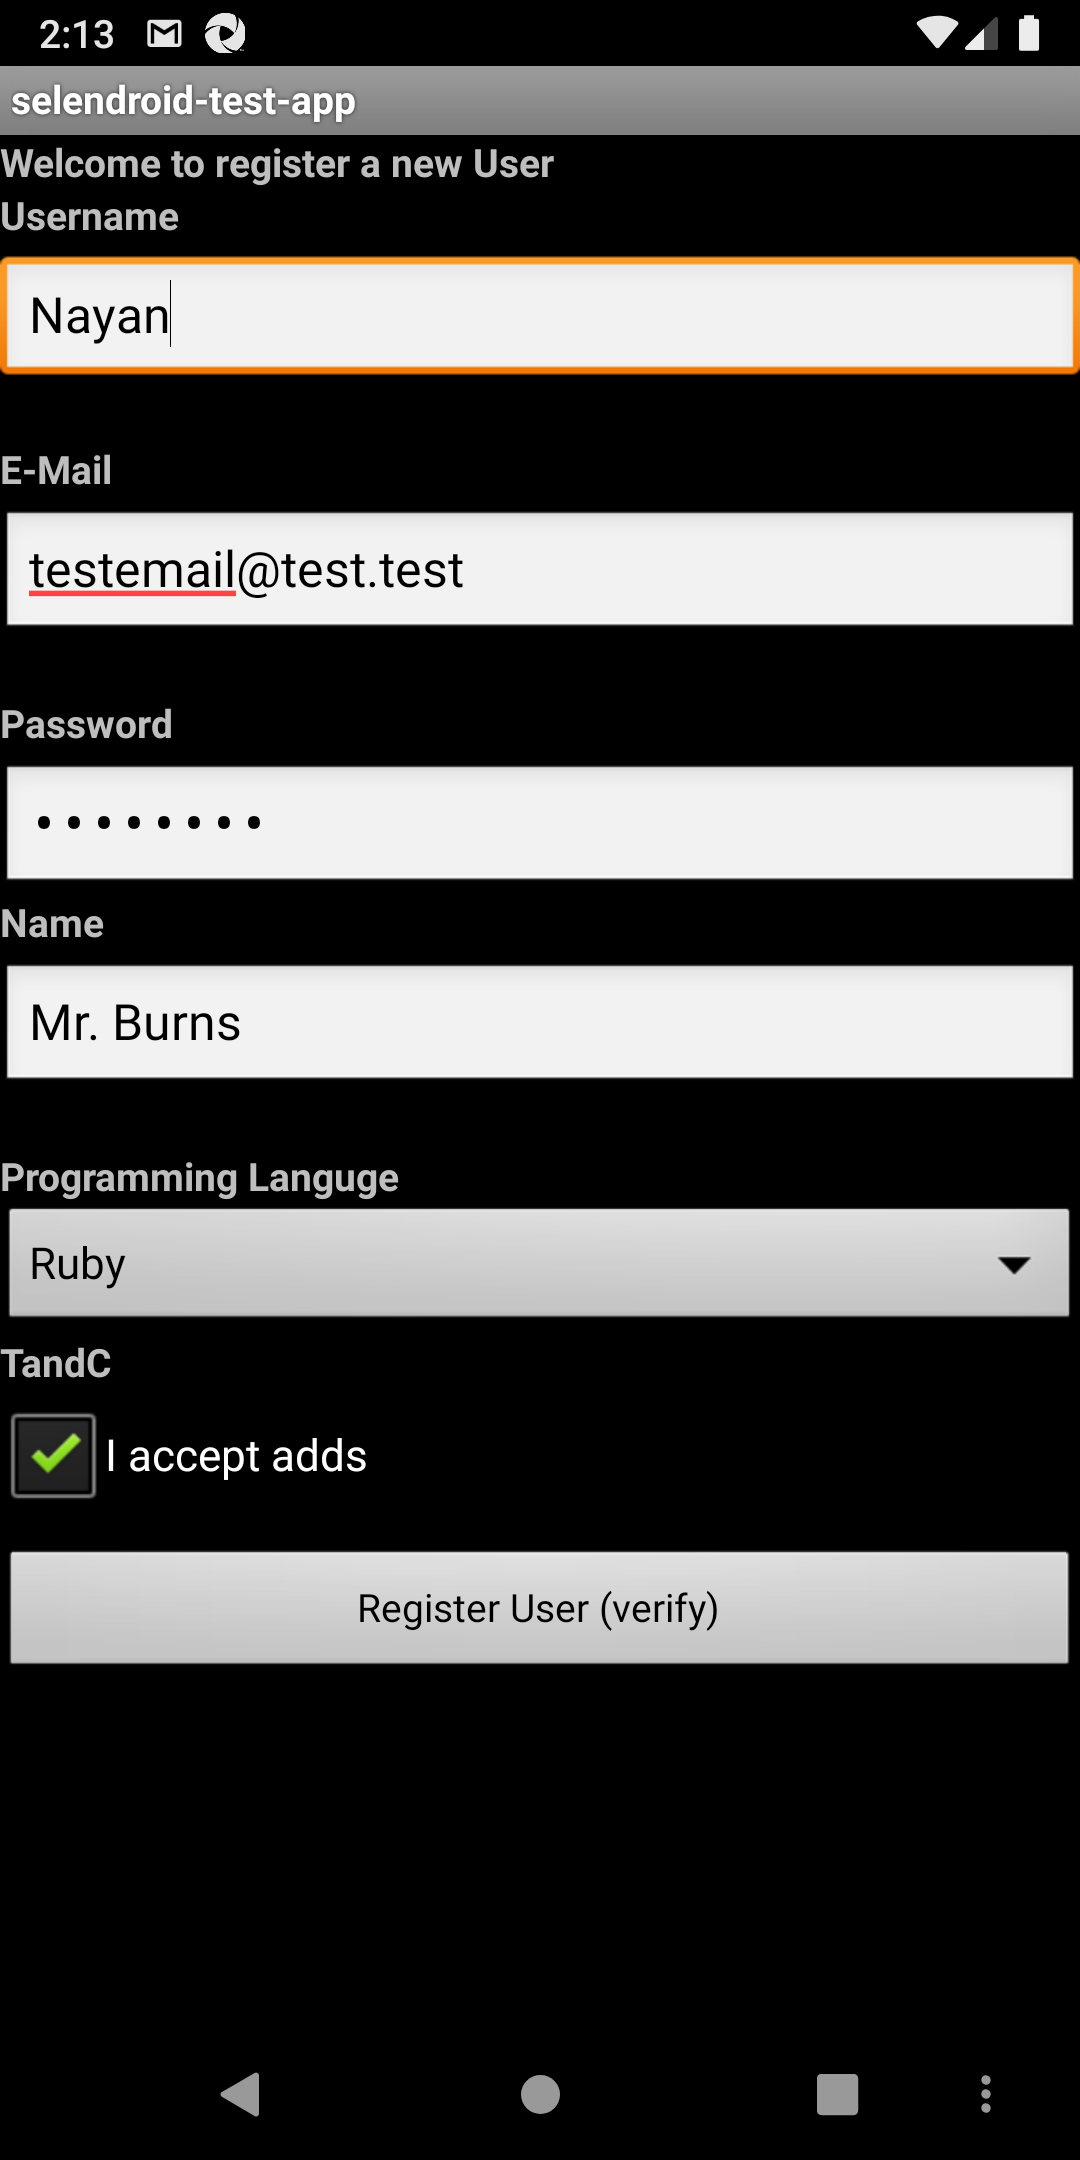 2:13
selendroid-test-app
Welcome to register a new User
Username
Nayan
E-Mail
testemail@test.test
Password
••••••••
Name
Mr. Burns
Programming Languge
Ruby
TandC
I accept adds
Register User (verify)